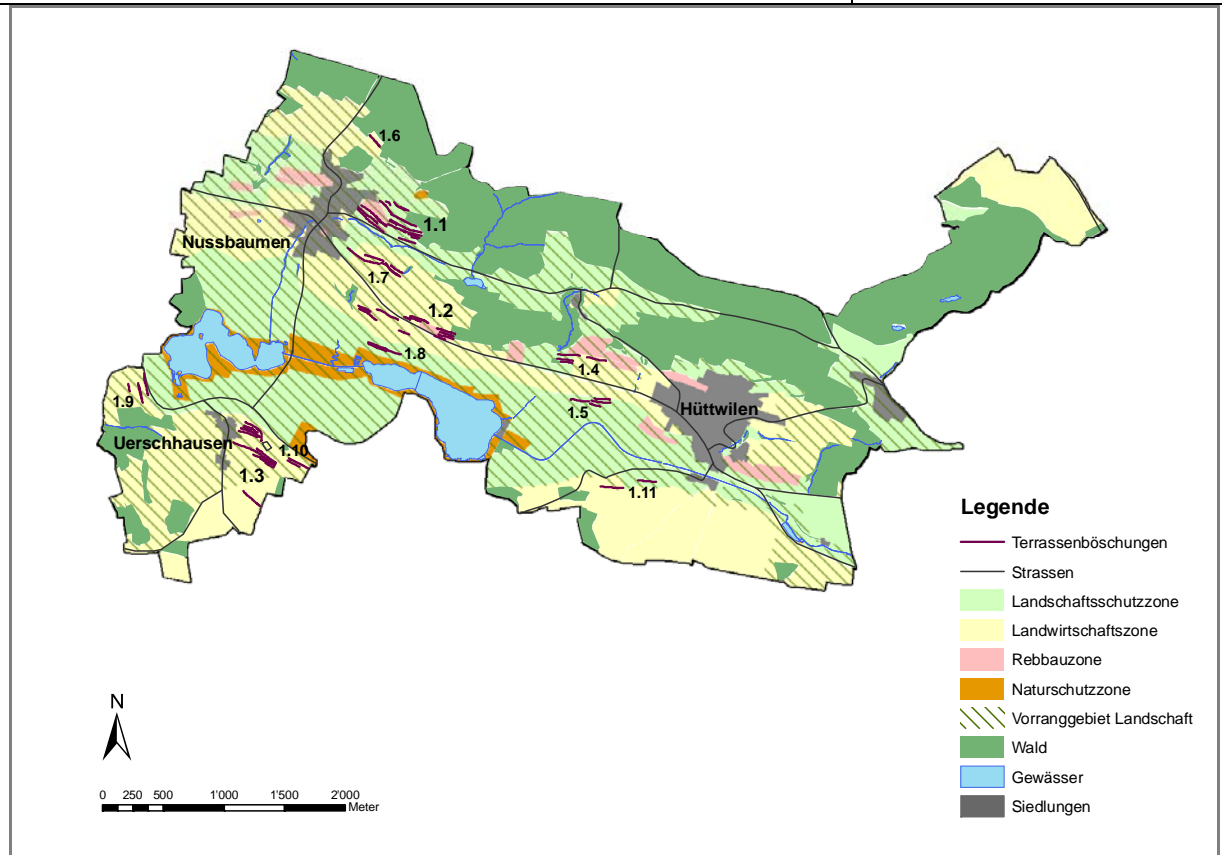 1.6
1.1
Nussbaumen
1.7
1.2
1.8
1.4
1.9
1.5
Hüttwilen
Uerschhausen
1.10
1.3
1.11
Legende
Terrassenböschungen
Strassen
Landschaftsschutzzone
Landwirtschaftszone
Rebbauzone
Naturschutzzone
Vorranggebiet Landschaft
Wald
Gewässer
Siedlungen
N
0 250 500 1'000 1'500 2'000
Meter